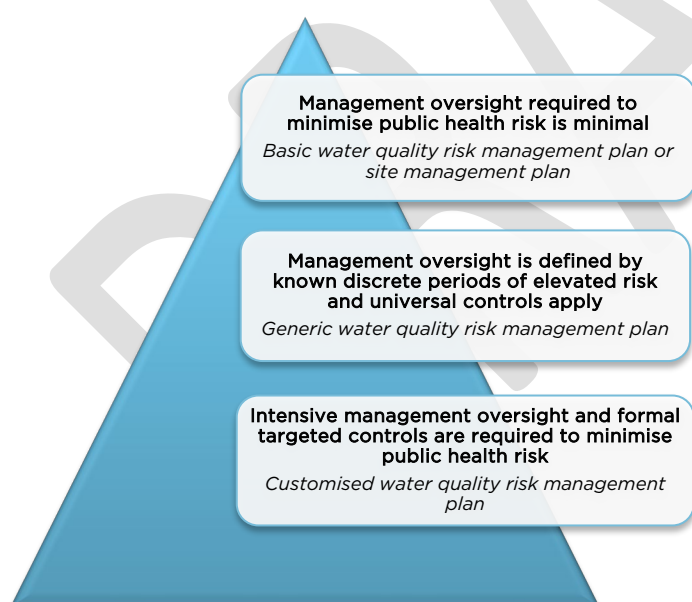 Management oversight required to
minimise public health risk is minimal
Basic water quality risk management plan or
site management plan
Management oversight is defined by
known discrete periods of elevated risk
and universal controls apply
Generic water quality risk management plan
Intensive management oversight and formal
targeted controls are required to minimise
public health risk
Customised water quality risk management
plan